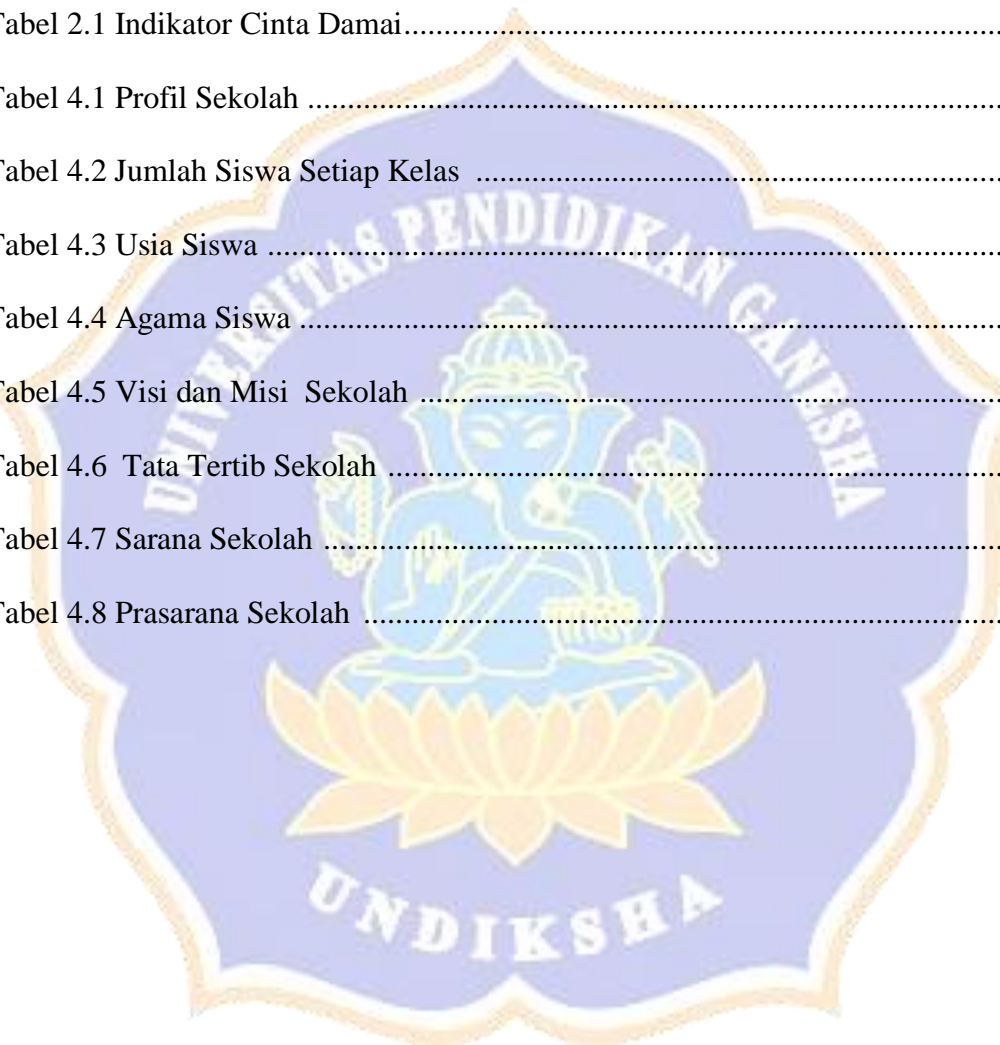 Tabel 2.1 Indikator Cinta Damai..........................................................................
Tabel 4.1 Profil Sekolah ......................................................................................
Tabel 4.2 Jumlah Siswa Setiap Kelas ..................................................................
Tabel 4.3 Usia Siswa ...........................................................................................
Tabel 4.4 Agama Siswa .......................................................................................
Tabel 4.5 Visi dan Misi  Sekolah ........................................................................
Tabel 4.6  Tata Tertib Sekolah ............................................................................
Tabel 4.7 Sarana Sekolah ....................................................................................
Tabel 4.8 Prasarana Sekolah ...............................................................................
UNIVERSITAS PENDIDIKAN GANESHA
UNDIKSHA